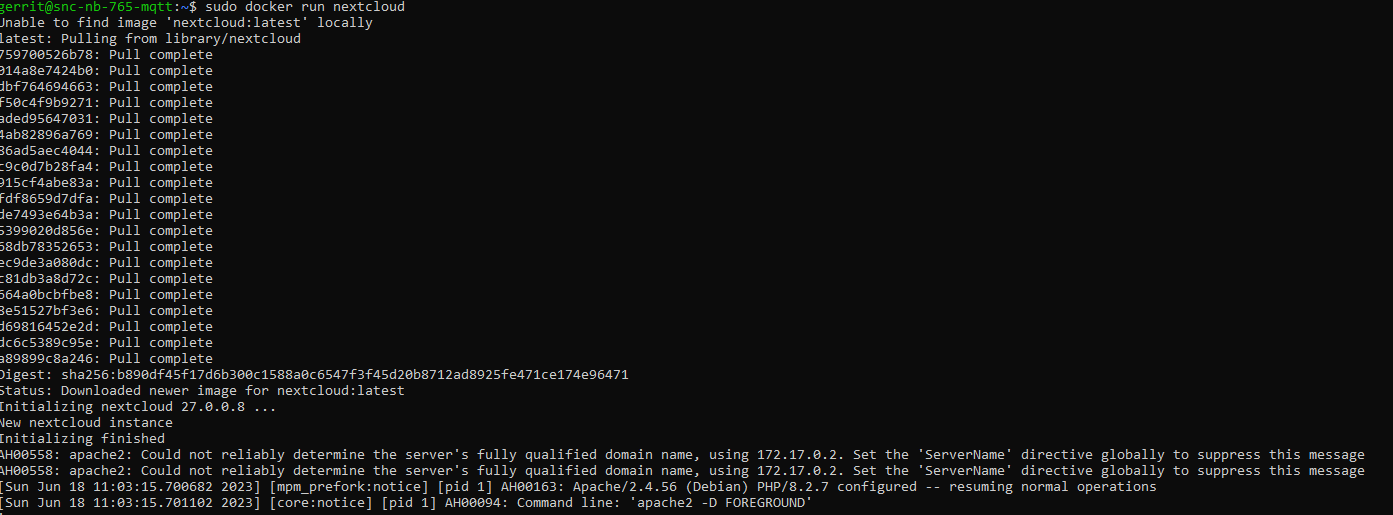 gerrit@snc-nb-765-mqtt:~$ sudo docker run nextcloud
Unable to find image 'nextcloud:latest' locally
latest: Pulling from library/nextcloud
759700526b78: Pull complete
014a8e7424b0: Pull complete
dbf764694663: Pull complete
f50c4f9b9271: Pull complete
aded95647031: Pull complete
4ab82896a769: Pull complete
86ad5aec4044: Pull complete
c9c0d7b28fa4: Pull complete
915cf4abe83a: Pull complete
fdf8659d7dfa: Pull complete
de7493e64b3a: Pull complete
5399020d856e: Pull complete
68db78352653: Pull complete
ec9de3a080dc: Pull complete
c81db3a8d72c: Pull complete
664a0bcbfbe8: Pull complete
8e51527bf3e6: Pull complete
d69816452e2d: Pull complete
dc6c5389c95e: Pull complete
a89899c8a246: Pull complete
Digest: sha256:b890df45f17d6b300c1588a0c6547f3f45d20b8712ad8925fe471ce174e96471
Status: Downloaded newer image for nextcloud:latest
Initializing nextcloud 27.0.0.8 ...
New nextcloud instance
Initializing finished
AH00558: apache2: Could not reliably determine the server's fully qualified domain name, using 172.17.0.2. Set the 'ServerName' directive globally to suppress this message
AH00558: apache2: Could not reliably determine the server's fully qualified domain name, using 172.17.0.2. Set the 'ServerName' directive globally to suppress this message
[Sun Jun 18 11:03:15.700682 2023] [mpm_prefork:notice] [pid 1] AH00163: Apache/2.4.56 (Debian) PHP/8.2.7 configured -- resuming normal operations
[Sun Jun 18 11:03:15.701102 2023] [core:notice] [pid 1] AH00094: Command line: 'apache2 -D FOREGROUND'